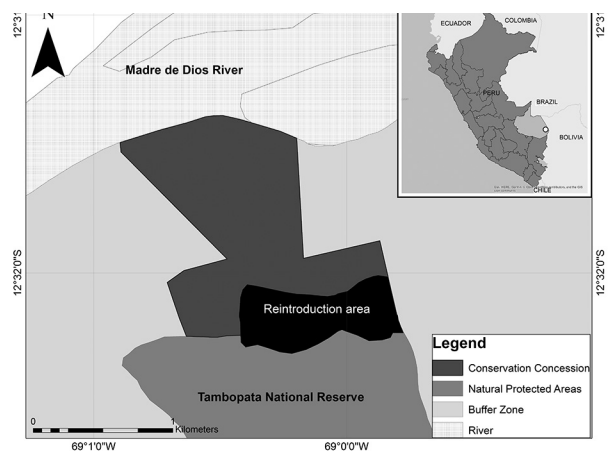 N
12°31
12°31
Madre de Dios River
ECUADOR
COLOMBIA
PERU
BRAZIL
BOLIVIA
CHILE
12°32'0"S
12°32'0"S
Reintroduction area
Legend
Conservation Concession
Natural Protected Areas
Buffer Zone
River
Tambopata National Reserve
0
1
Kilometers
69°1'0"W
69°0'0"W